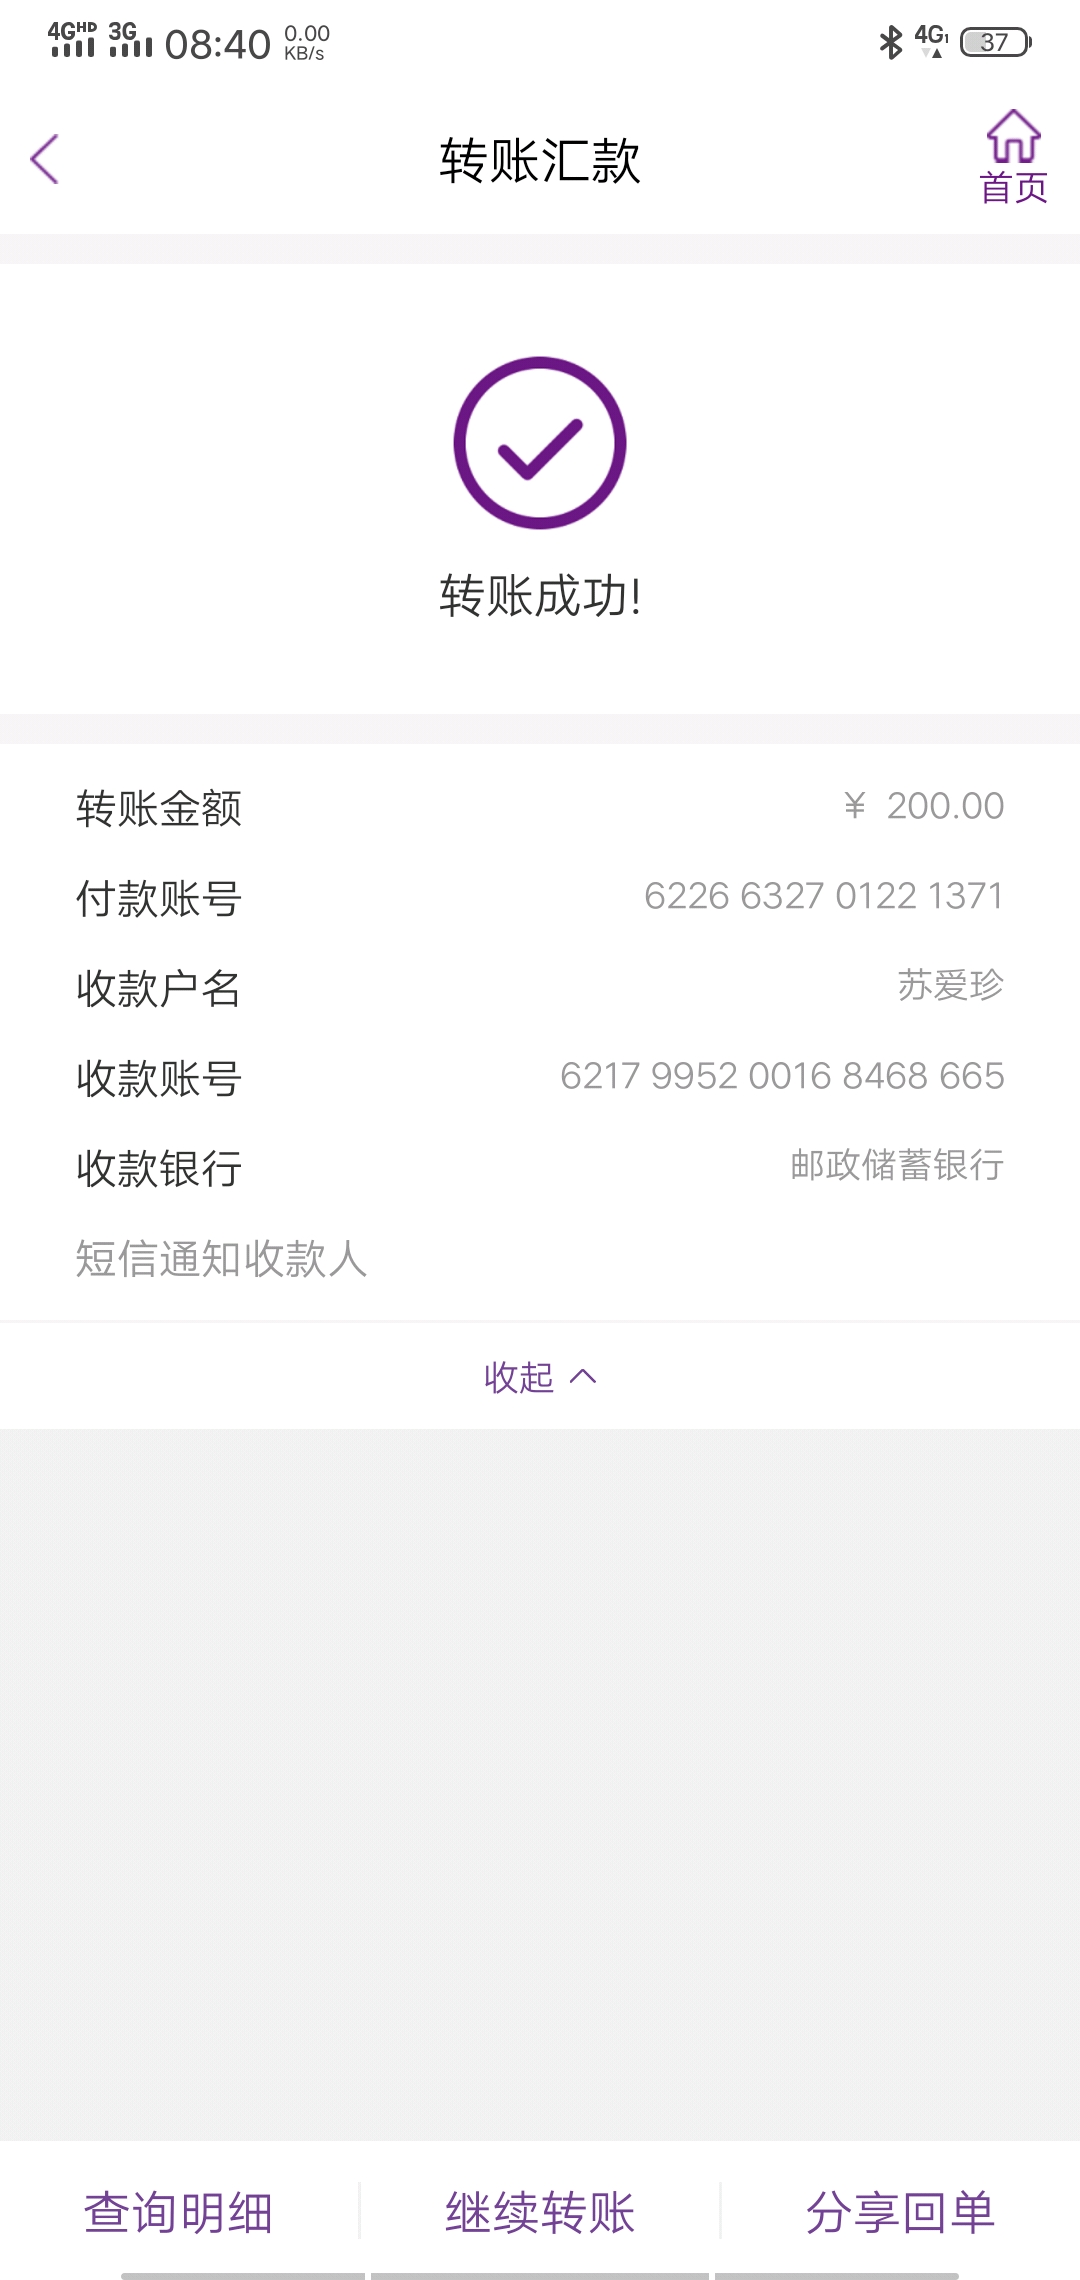 4GHD 3G 08:40 0.00 KB/s 4G1 37
转账汇款
首页
转账成功!
转账金额 ¥ 200.00
付款账号 6226 6327 0122 1371
收款户名 苏爱珍
收款账号 6217 9952 0016 8468 665
收款银行 邮政储蓄银行
短信通知收款人
收起
查询明细 继续转账 分享回单